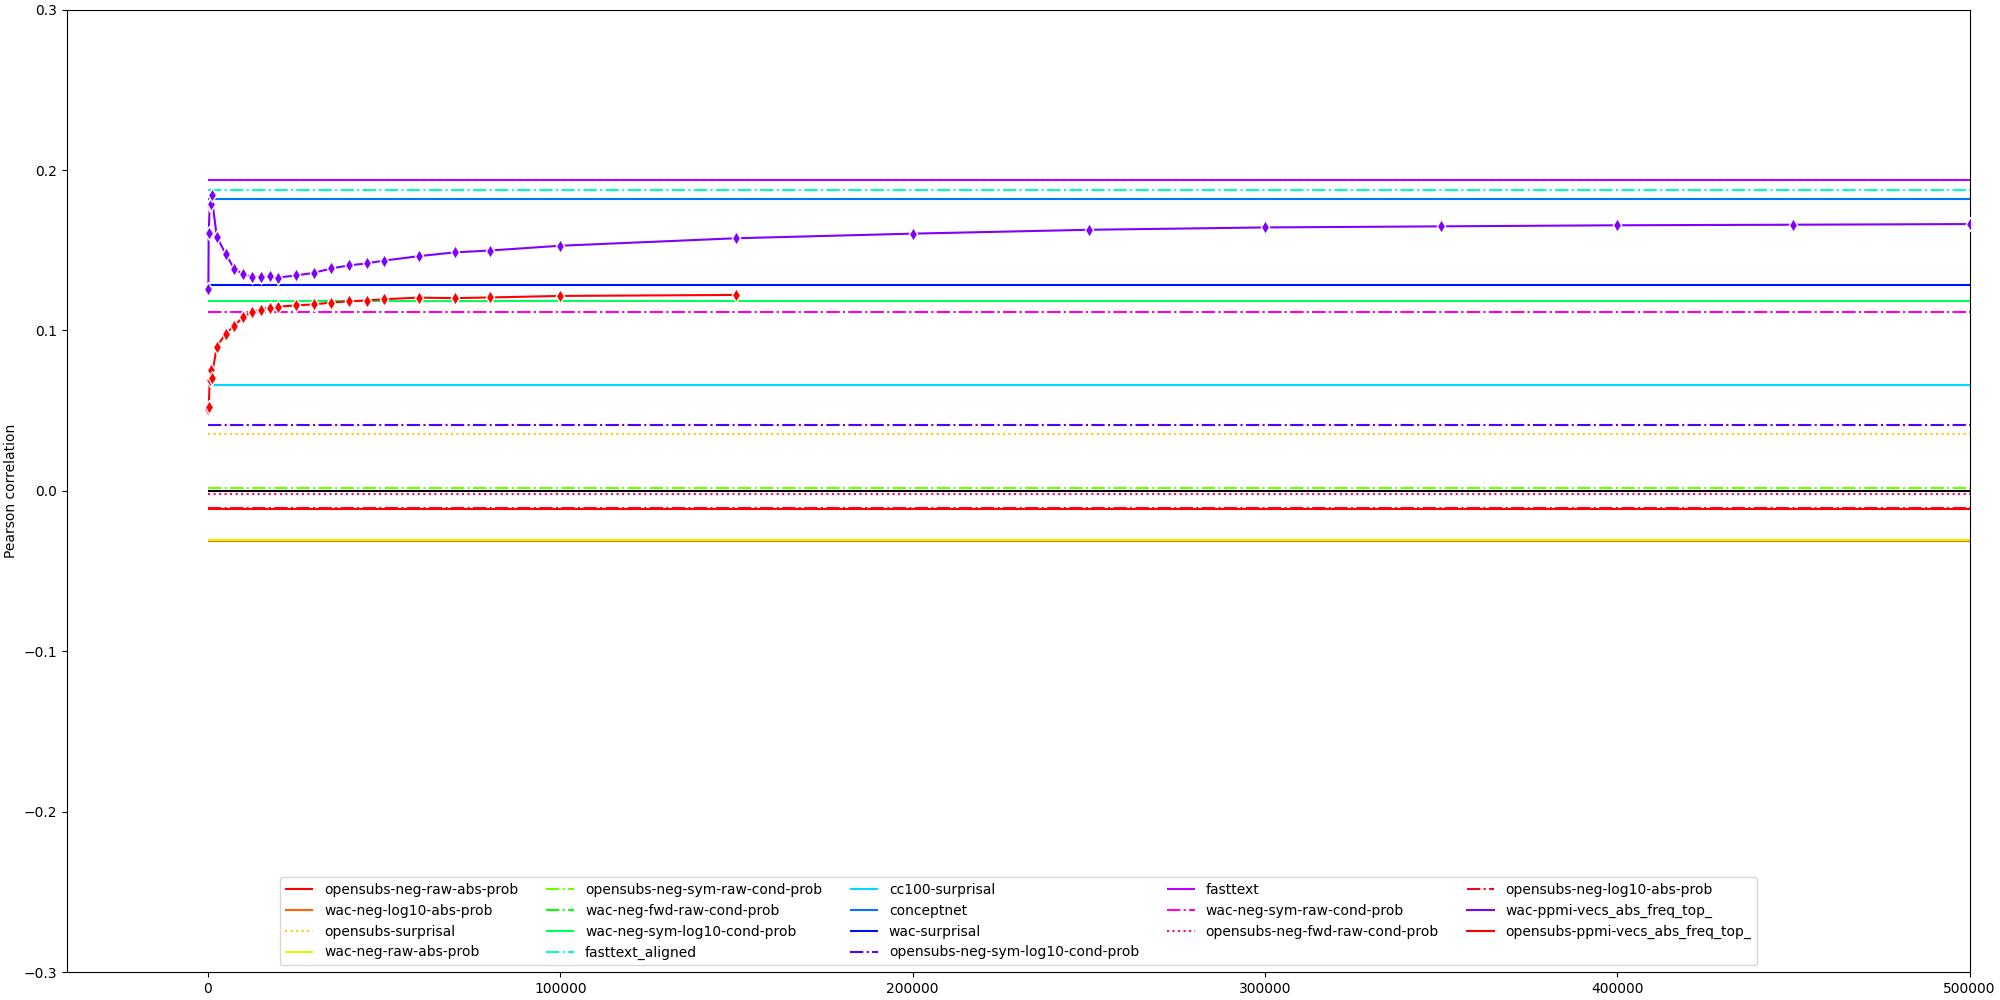 0.3
0.2
0.1
0.0
−0.1
−0.2
−0.3
Pearson correlation
opensubs-neg-raw-abs-prob
wac-neg-log10-abs-prob
opensubs-surprisal
wac-neg-raw-abs-prob
opensubs-neg-sym-raw-cond-prob
wac-neg-fwd-raw-cond-prob
wac-neg-sym-log10-cond-prob
fasttext_aligned
cc100-surprisal
conceptnet
wac-surprisal
opensubs-neg-sym-log10-cond-prob
fasttext
wac-neg-sym-raw-cond-prob
opensubs-neg-fwd-raw-cond-prob
opensubs-neg-log10-abs-prob
wac-ppmi-vecs_abs_freq_top_
opensubs-ppmi-vecs_abs_freq_top_
0
100000
200000
300000
400000
500000